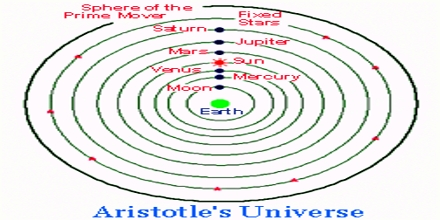 Sphere of the
Prime Mover
Fixed
Stars
Saturn
Jupiter
Mars
Sun
Venus
Mercury
Moon
Earth
Aristotle's Universe